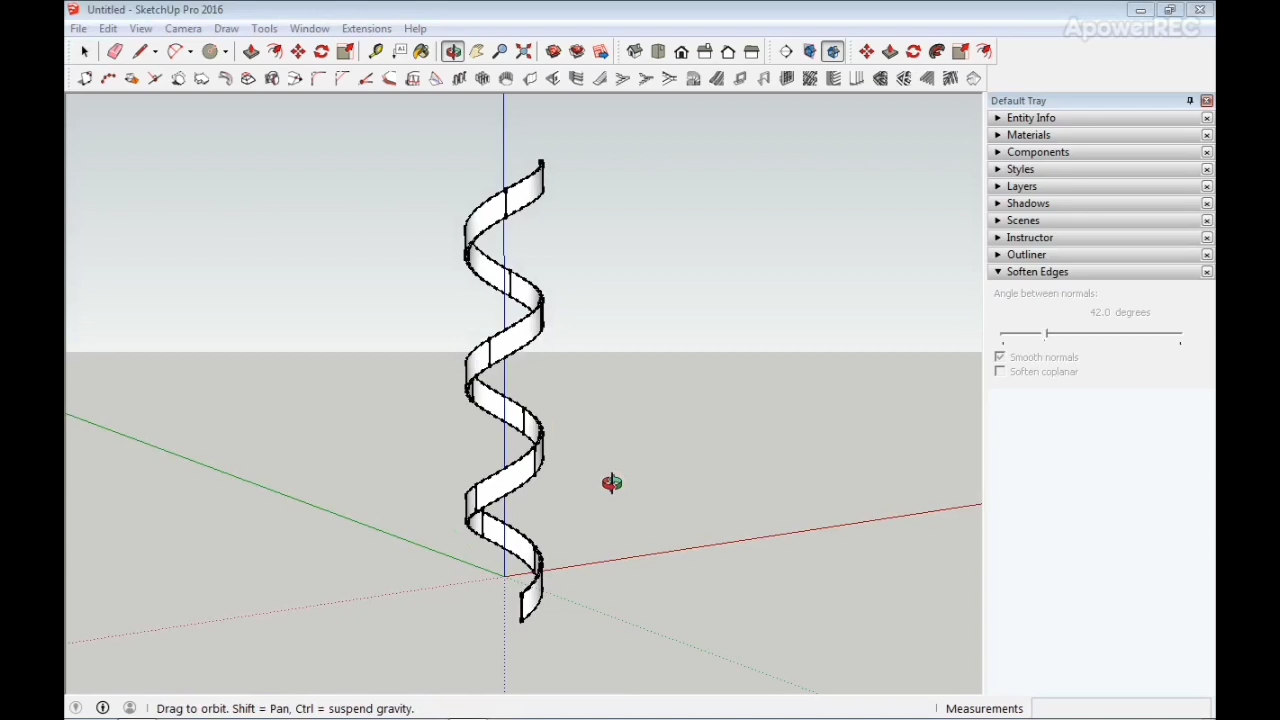 Untitled - SketchUp Pro 2016
ApowerREC
File Edit View Camera Draw Tools Window Extensions Help
Default Tray
Entity Info
Materials
Components
Styles
Layers
Shadows
Scenes
Instructor
Outliner
Soften Edges
Angle between normals:
42.0 degrees
Smooth normals
Soften coplanar
Drag to orbit. Shift = Pan, Ctrl = suspend gravity.
Measurements